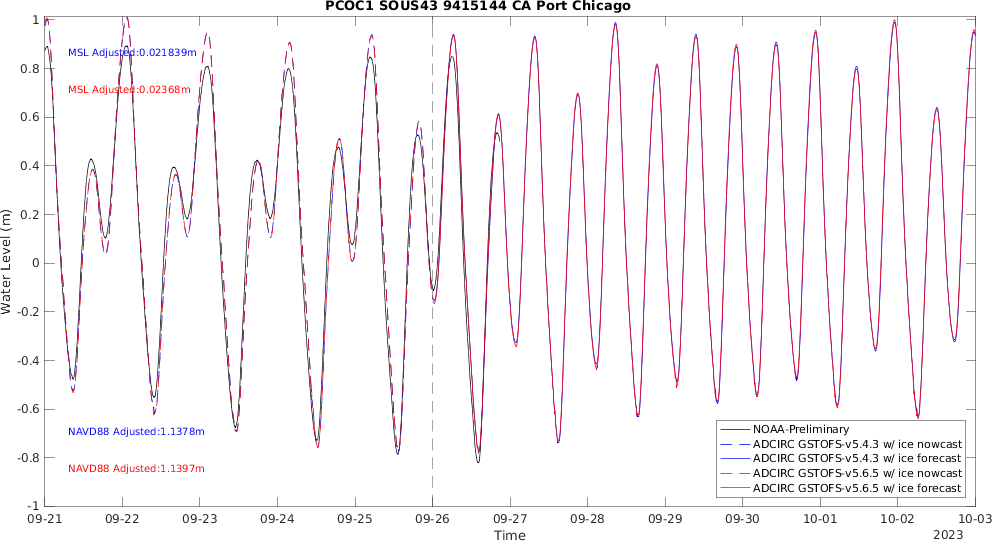 PCOC1 SOUS43 9415144 CA Port Chicago
Water Level (m)
1
0.8
0.6
0.4
0.2
0
-0.2
-0.4
-0.6
-0.8
-1
MSL Adjusted:0.021839m
MSL Adjusted:0.02368m
NAVD88 Adjusted:1.1378m
NAVD88 Adjusted:1.1397m
NOAA-Preliminary
ADCIRC GSTOFS-v5.4.3 w/ ice nowcast
ADCIRC GSTOFS-v5.4.3 w/ ice forecast
ADCIRC GSTOFS-v5.6.5 w/ ice nowcast
ADCIRC GSTOFS-v5.6.5 w/ ice forecast
09-21 09-22 09-23 09-24 09-25 09-26 09-27 09-28 09-29 09-30 10-01 10-02 10-03
Time
2023